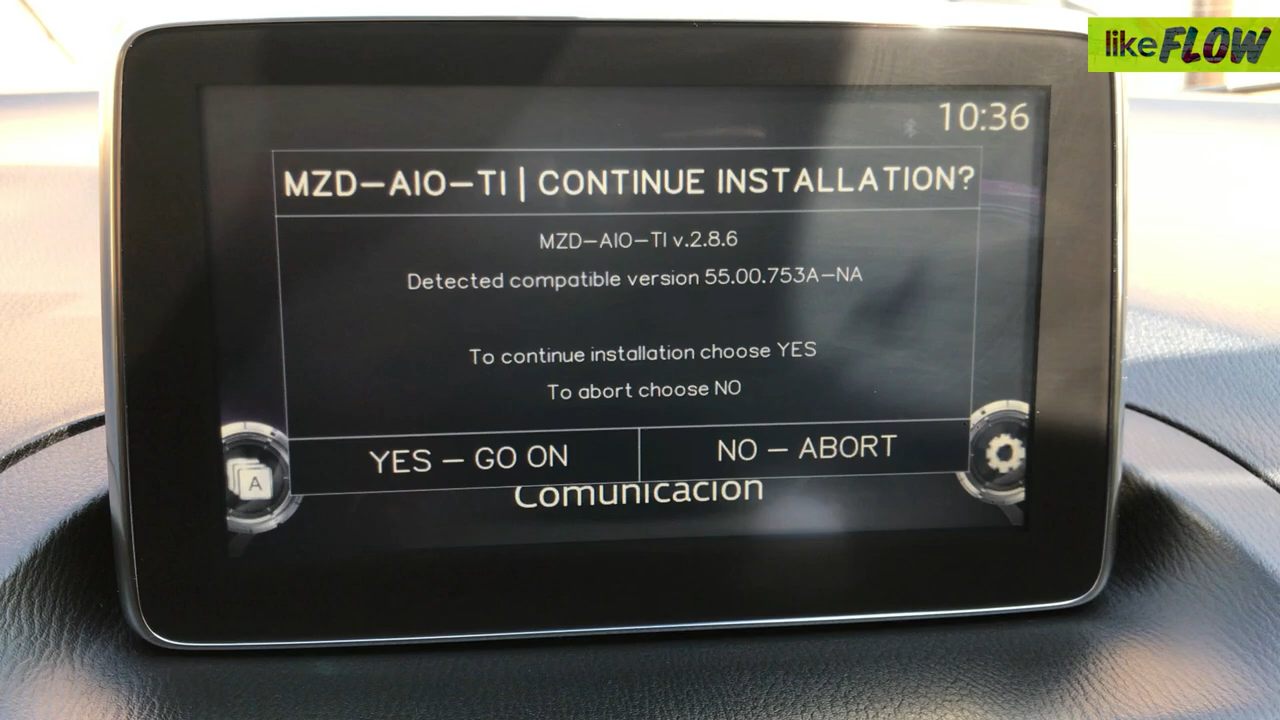 likeFLOW
10:36
MZD-AIO-TI | CONTINUE INSTALLATION?
MZD-AIO-TI v.2.8.6
Detected compatible version 55.00.753A-NA
To continue installation choose YES
To abort choose NO
YES - GO ON
NO - ABORT
A
Comunicación